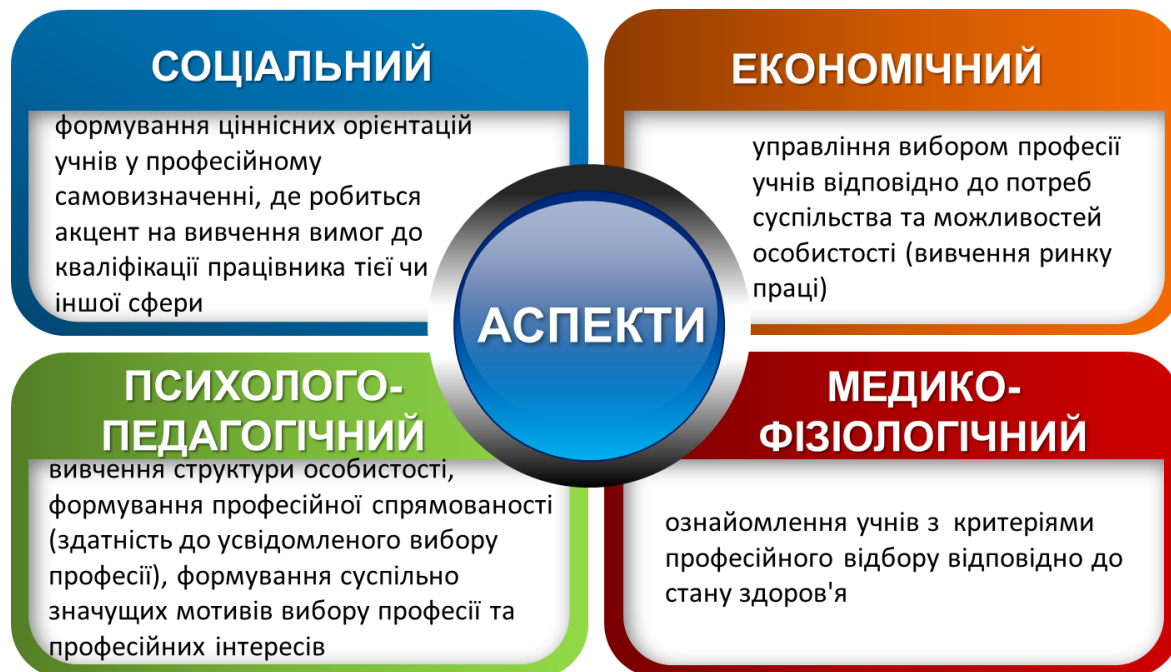 СОЦІАЛЬНИЙ
формування ціннісних орієнтацій
учнів у професійному
самовизначенні, де робиться
акцент на вивчення вимог до
кваліфікації працівника тієї чи
іншої сфери
ЕКОНОМІЧНИЙ
управління вибором професії
учнів відповідно до потреб
суспільства та можливостей
особистості (вивчення ринку
праці)
АСПЕКТИ
ПСИХОЛОГО-
ПЕДАГОГІЧНИЙ
вивчення структури особистості,
формування професійної спрямованості
(здатність до усвідомленого вибору
професії), формування суспільно
значущих мотивів вибору професії та
професійних інтересів
МЕДИКО-
ФІЗІОЛОГІЧНИЙ
ознайомлення учнів з критеріями
професійного відбору відповідно до
стану здоров'я